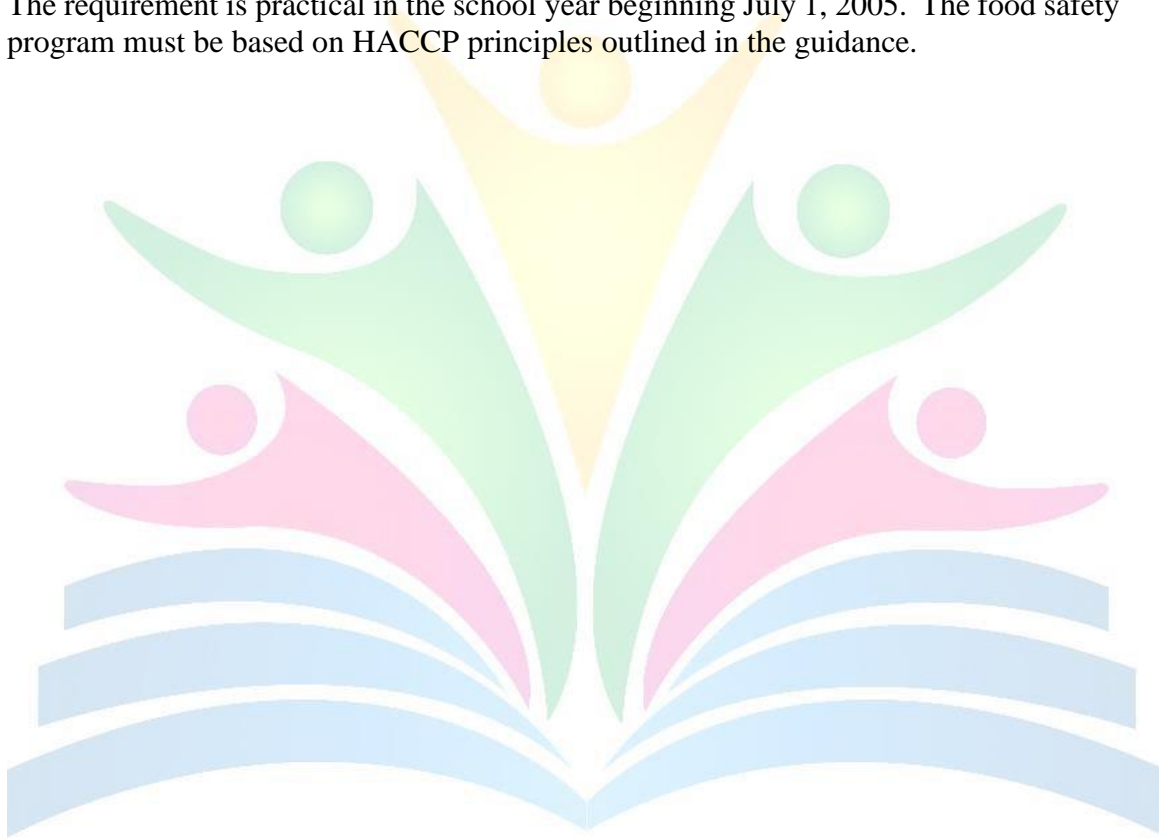 The requirement is practical in the school year beginning July 1, 2005.  The food safety
program must be based on HACCP principles outlined in the guidance.